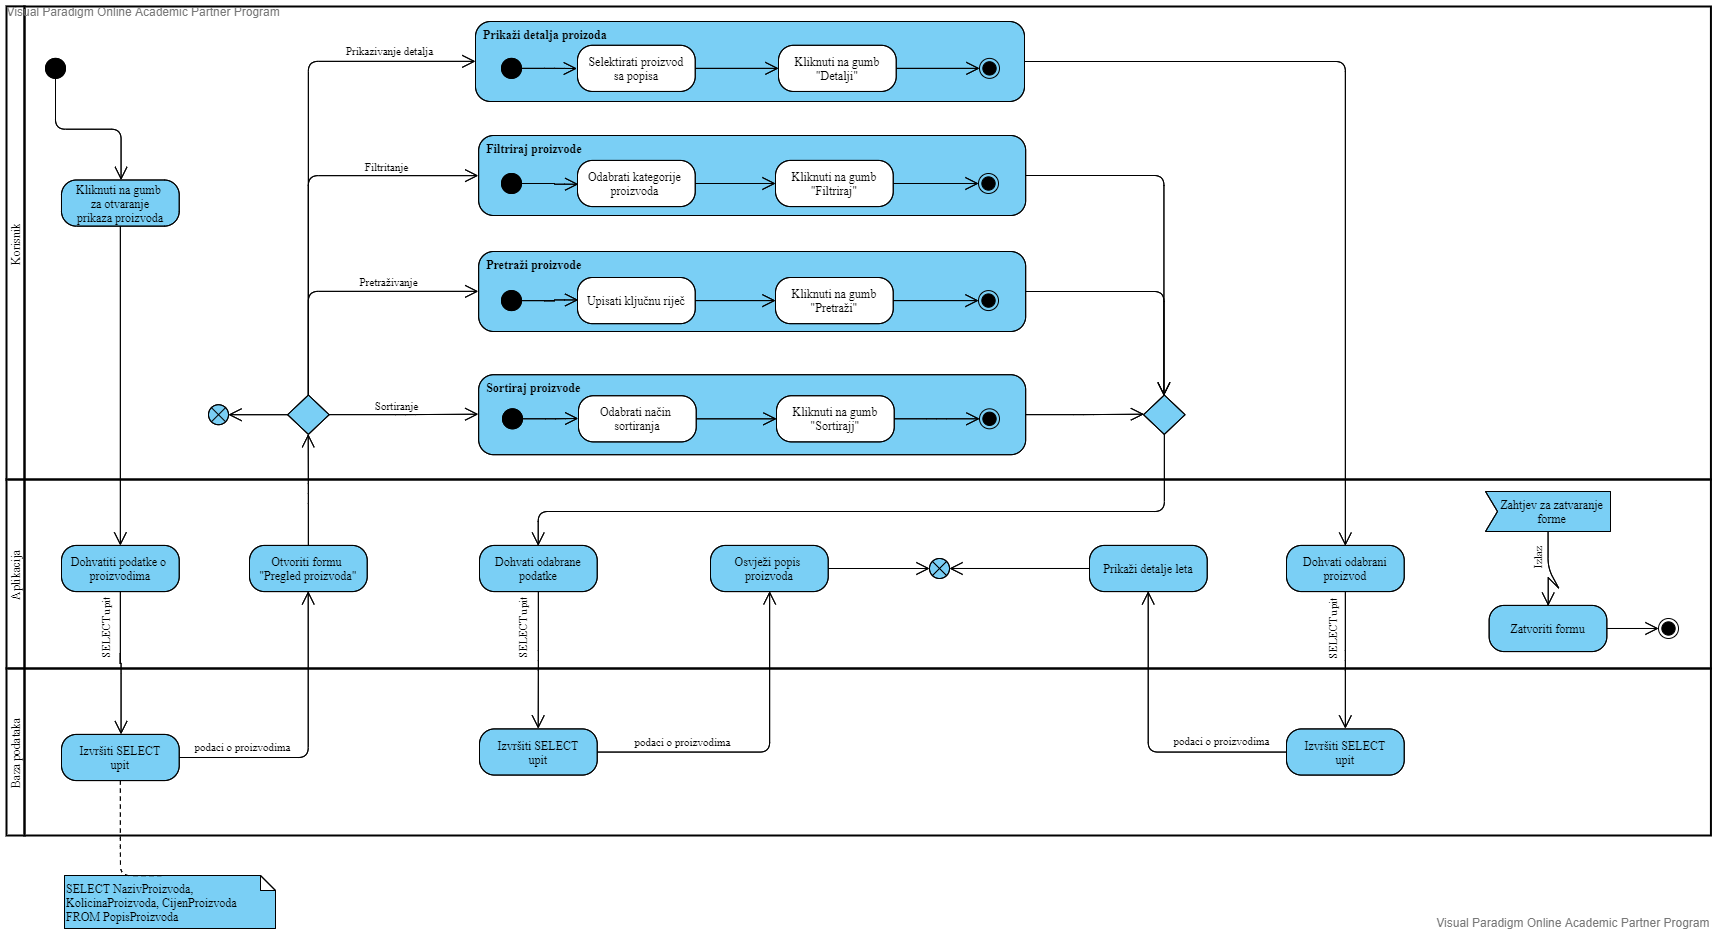 Visual Paradigm Online Academic Partner Program
Korisnik
Kliknuti na gumb
za otvaranje
prikaza proizvoda
Prikazivanje detalja
Prikaži detalja proizoda
Selektirati proizvod
sa popisa
Kliknuti na gumb
"Detalji"
Filtritanje
Filtriraj proizvode
Odabrati kategorije
proizvoda
Kliknuti na gumb
"Filtriraj"
Pretraživanje
Pretraži proizvode
Upisati ključnu riječ
Kliknuti na gumb
"Pretraži"
Sortiranje
Sortiraj proizvode
Odabrati način
sortiranja
Kliknuti na gumb
"Sortirajj"
Aplikacija
Dohvatiti podatke o
proizvodima
Otvoriti formu
"Pregled proizvoda"
Dohvati odabrane
podatke
Osvježi popis
proizvoda
Prikaži detalje leta
Dohvati odabrani
proizvod
Zahtjev za zatvaranje
forme
Izlaz
Zatvoriti formu
SELECT upit
SELECT upit
SELECT upit
Baza podataka
Izvršiti SELECT
upit
podaci o proizvodima
Izvršiti SELECT
upit
podaci o proizvodima
podaci o proizvodima
Izvršiti SELECT
upit
SELECT NazivProizvoda,
KolicinaProizvoda, CijenProizvoda
FROM PopisProizvoda
Visual Paradigm Online Academic Partner Program